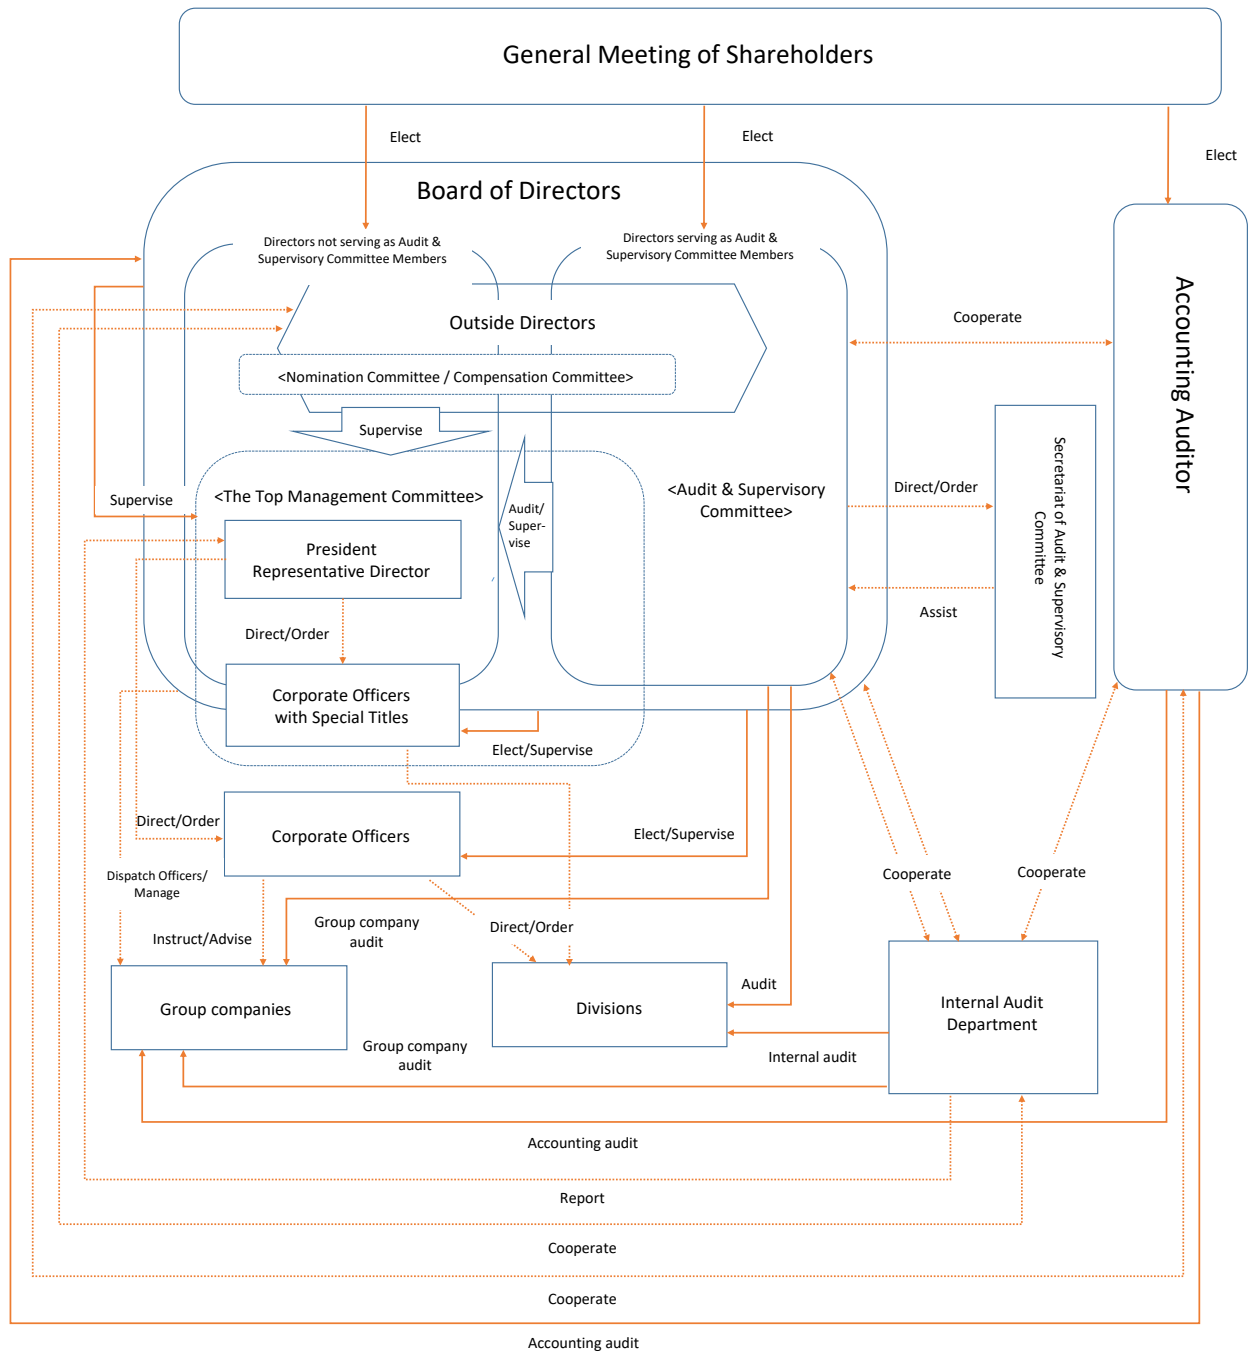 General Meeting of Shareholders
Elect
Elect
Elect
Board of Directors
Directors not serving as Audit &
Supervisory Committee Members
Directors serving as Audit &
Supervisory Committee Members
Outside Directors
<Nomination Committee / Compensation Committee>
Cooperate
Accounting Auditor
Supervise
Supervise
<The Top Management Committee>
Audit/
Super-
vise
<Audit & Supervisory
Committee>
Direct/Order
Secretariat of Audit & Supervisory
Committee
President
Representative Director
Assist
Direct/Order
Corporate Officers
with Special Titles
Elect/Supervise
Direct/Order
Corporate Officers
Elect/Supervise
Dispatch Officers/
Manage
Cooperate
Cooperate
Instruct/Advise
Group company
audit
Direct/Order
Audit
Group companies
Divisions
Internal Audit
Department
Group company
audit
Internal audit
Accounting audit
Report
Cooperate
Cooperate
Accounting audit